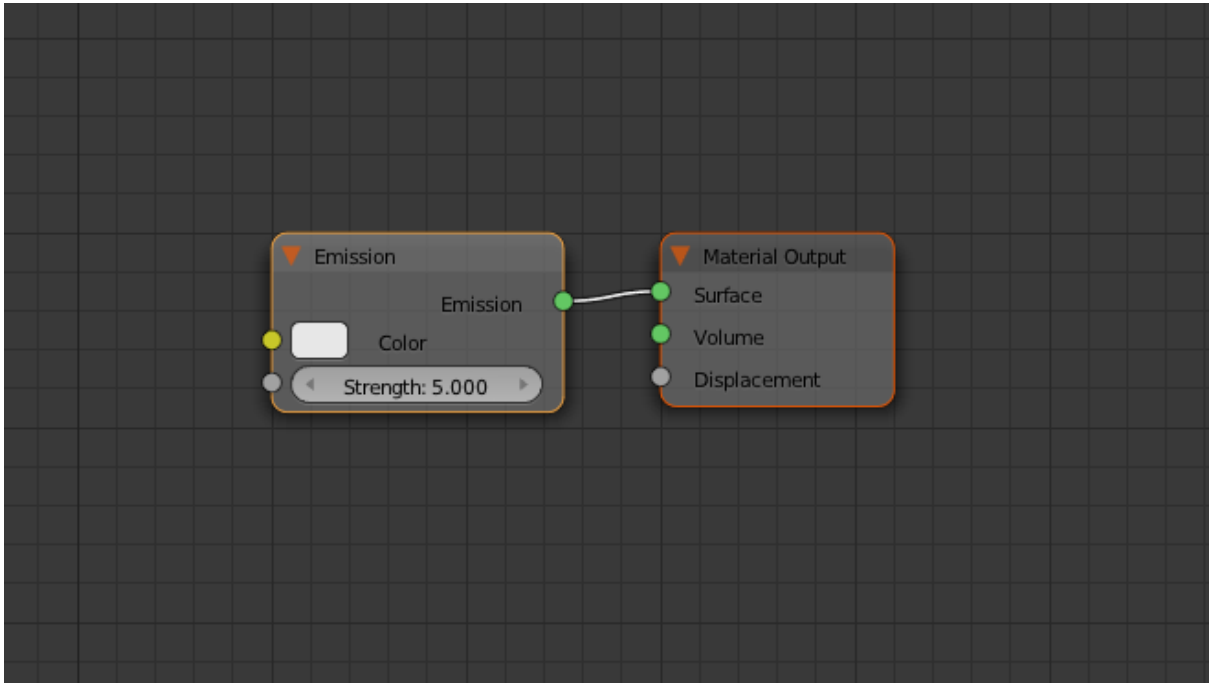 Emission
Emission
Color
Strength: 5.000
Material Output
Surface
Volume
Displacement